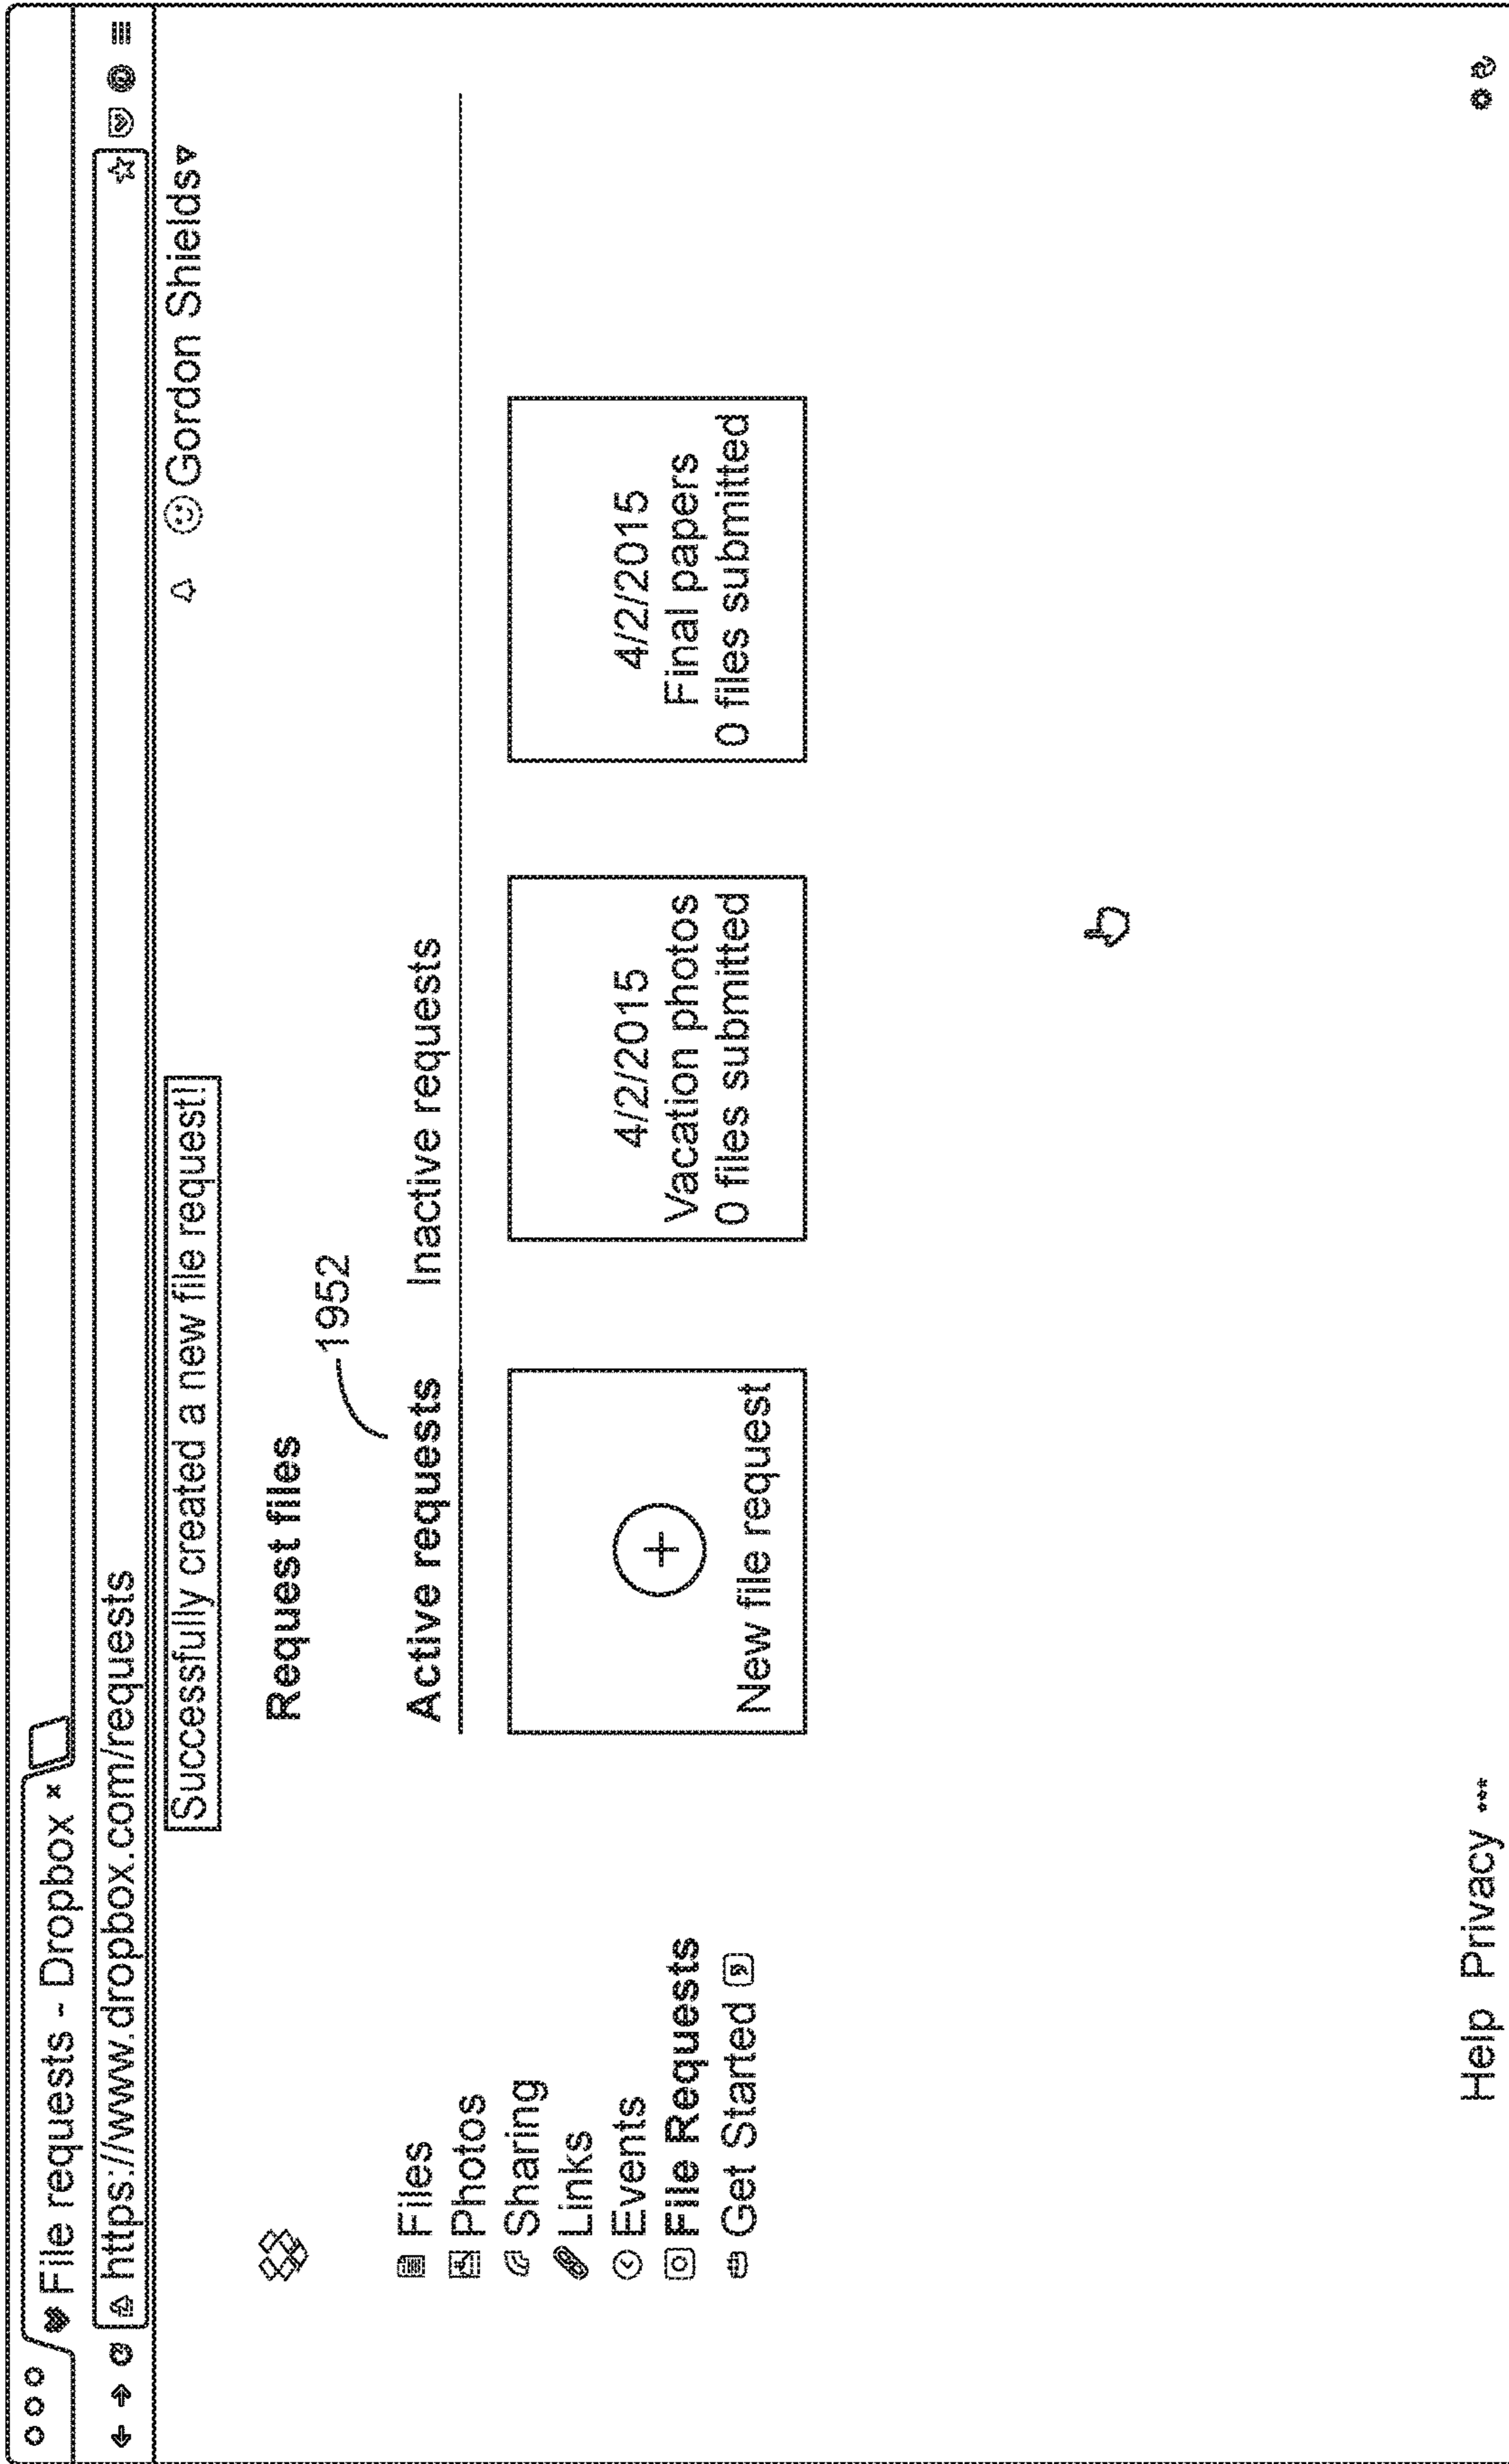 File requests - Dropbox ×
https://www.dropbox.com/requests
Successfully created a new file request!
Gordon Shields
Request files
1952
Active requests
Inactive requests
Files
Photos
Sharing
Links
Events
File Requests
Get Started
New file request
4/2/2015
Vacation photos
0 files submitted
4/2/2015
Final papers
0 files submitted
Help Privacy